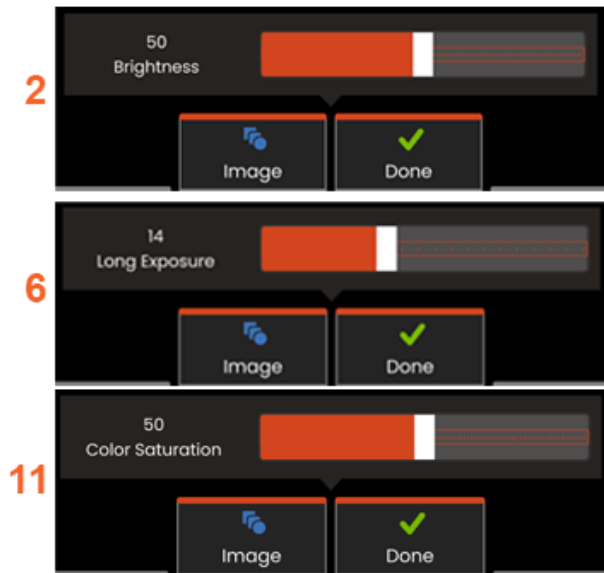 2
50
Brightness
Image Done
6
14
Long Exposure
Image Done
11
50
Color Saturation
Image Done